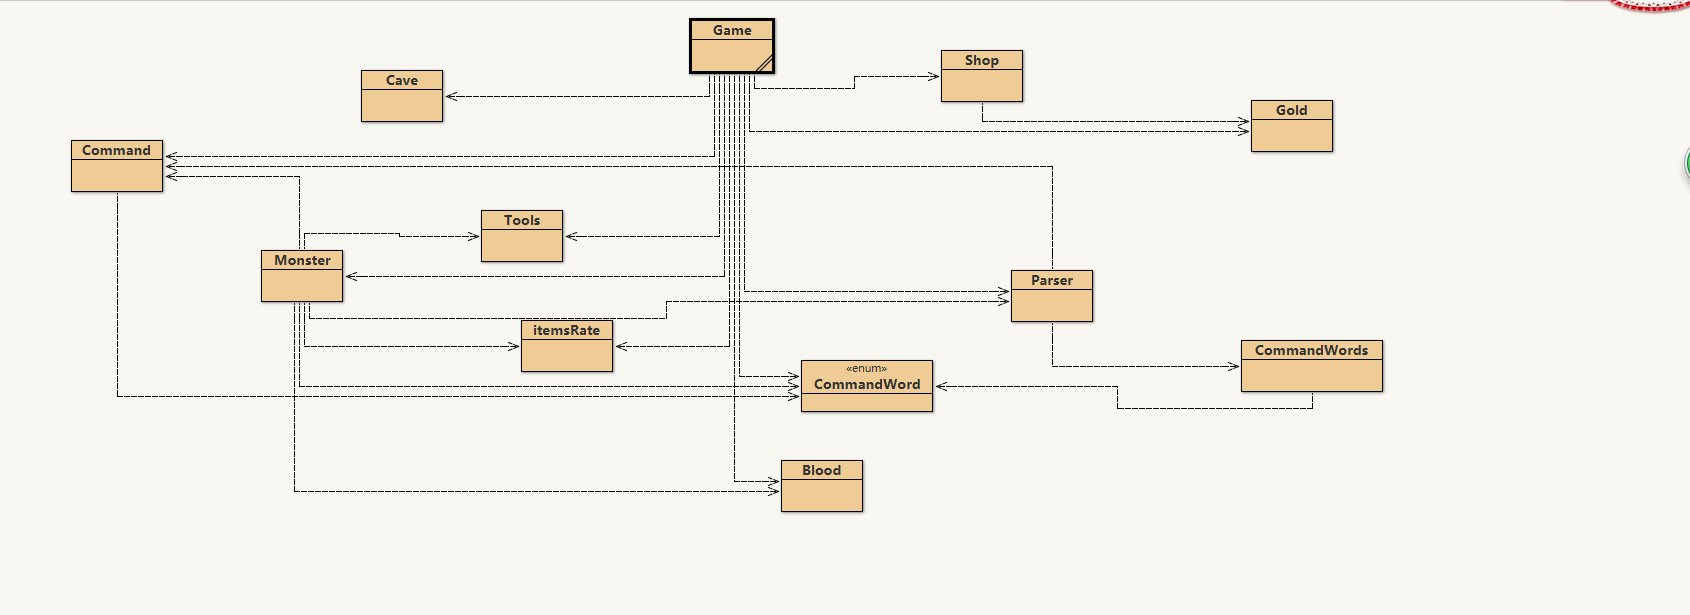 Game
Shop
Cave
Gold
Command
Tools
Monster
Parser
itemsRate
CommandWords
«enum»
CommandWord
Blood